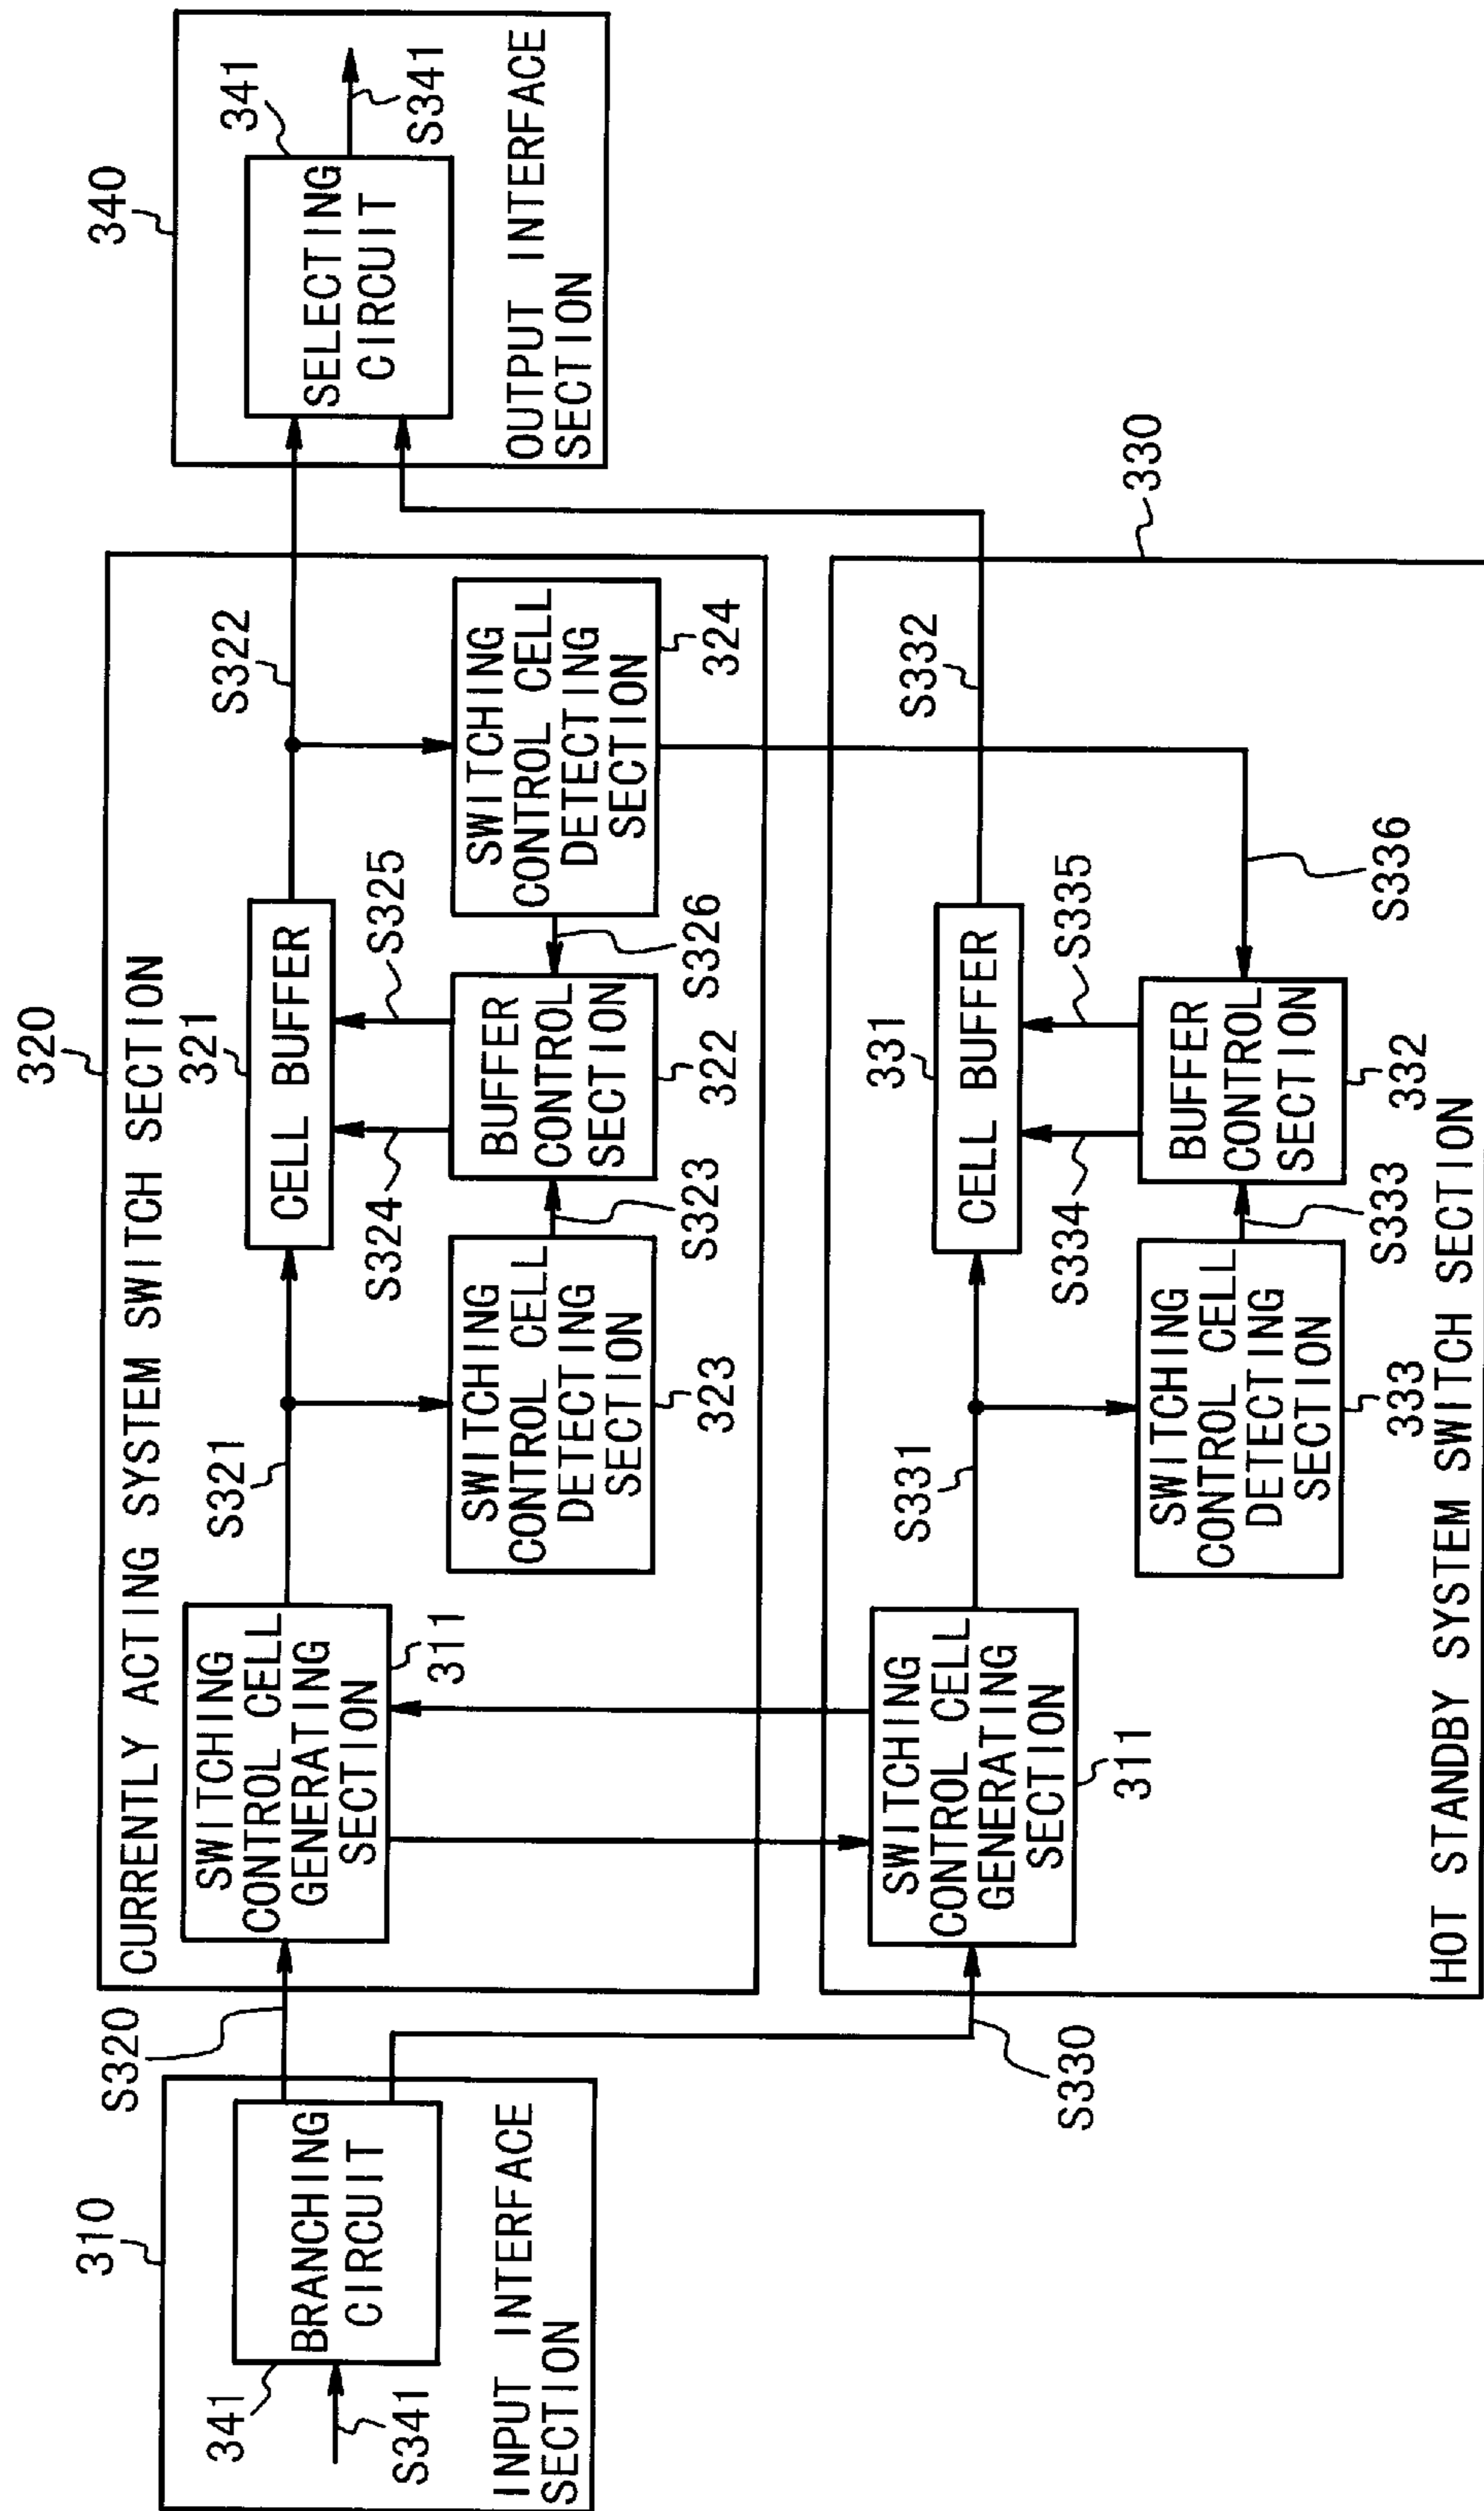 310
341
BRANCHING
CIRCUIT
S341
INPUT INTERFACE
SECTION
S320
S330
320
CURRENTLY ACTING SYSTEM SWITCH SECTION
SWITCHING
CONTROL CELL
GENERATING
SECTION
311
S321
321
CELL BUFFER
S322
SWITCHING
CONTROL CELL
DETECTING
SECTION
323
S323
S324
S325
BUFFER
CONTROL
SECTION
322
S326
SWITCHING
CONTROL CELL
DETECTING
SECTION
324
340
341
SELECTING
CIRCUIT
S341
OUTPUT INTERFACE
SECTION
330
SWITCHING
CONTROL CELL
GENERATING
SECTION
311
S331
331
CELL BUFFER
S332
SWITCHING
CONTROL CELL
DETECTING
SECTION
333
S333
S334
S335
BUFFER
CONTROL
SECTION
332
S336
HOT STANDBY SYSTEM SWITCH SECTION